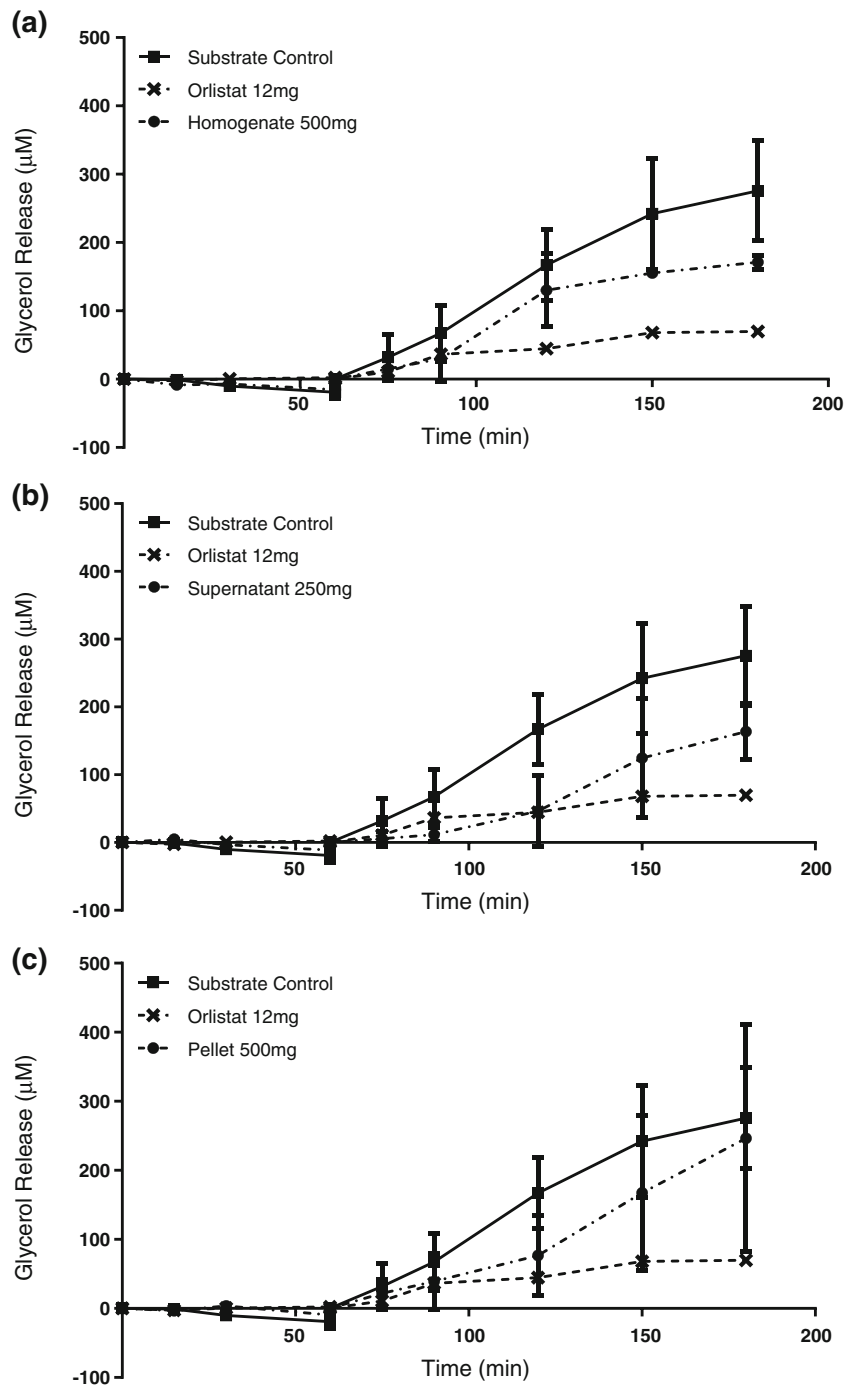 (a)
500
400
300
200
100
0
-100
Glycerol Release (µM)
Substrate Control
Orlistat 12mg
Homogenate 500mg
50
100
150
200
Time (min)
(b)
500
400
300
200
100
0
-100
Glycerol Release (µM)
Substrate Control
Orlistat 12mg
Supernatant 250mg
50
100
150
200
Time (min)
(c)
500
400
300
200
100
0
-100
Glycerol Release (µM)
Substrate Control
Orlistat 12mg
Pellet 500mg
50
100
150
200
Time (min)